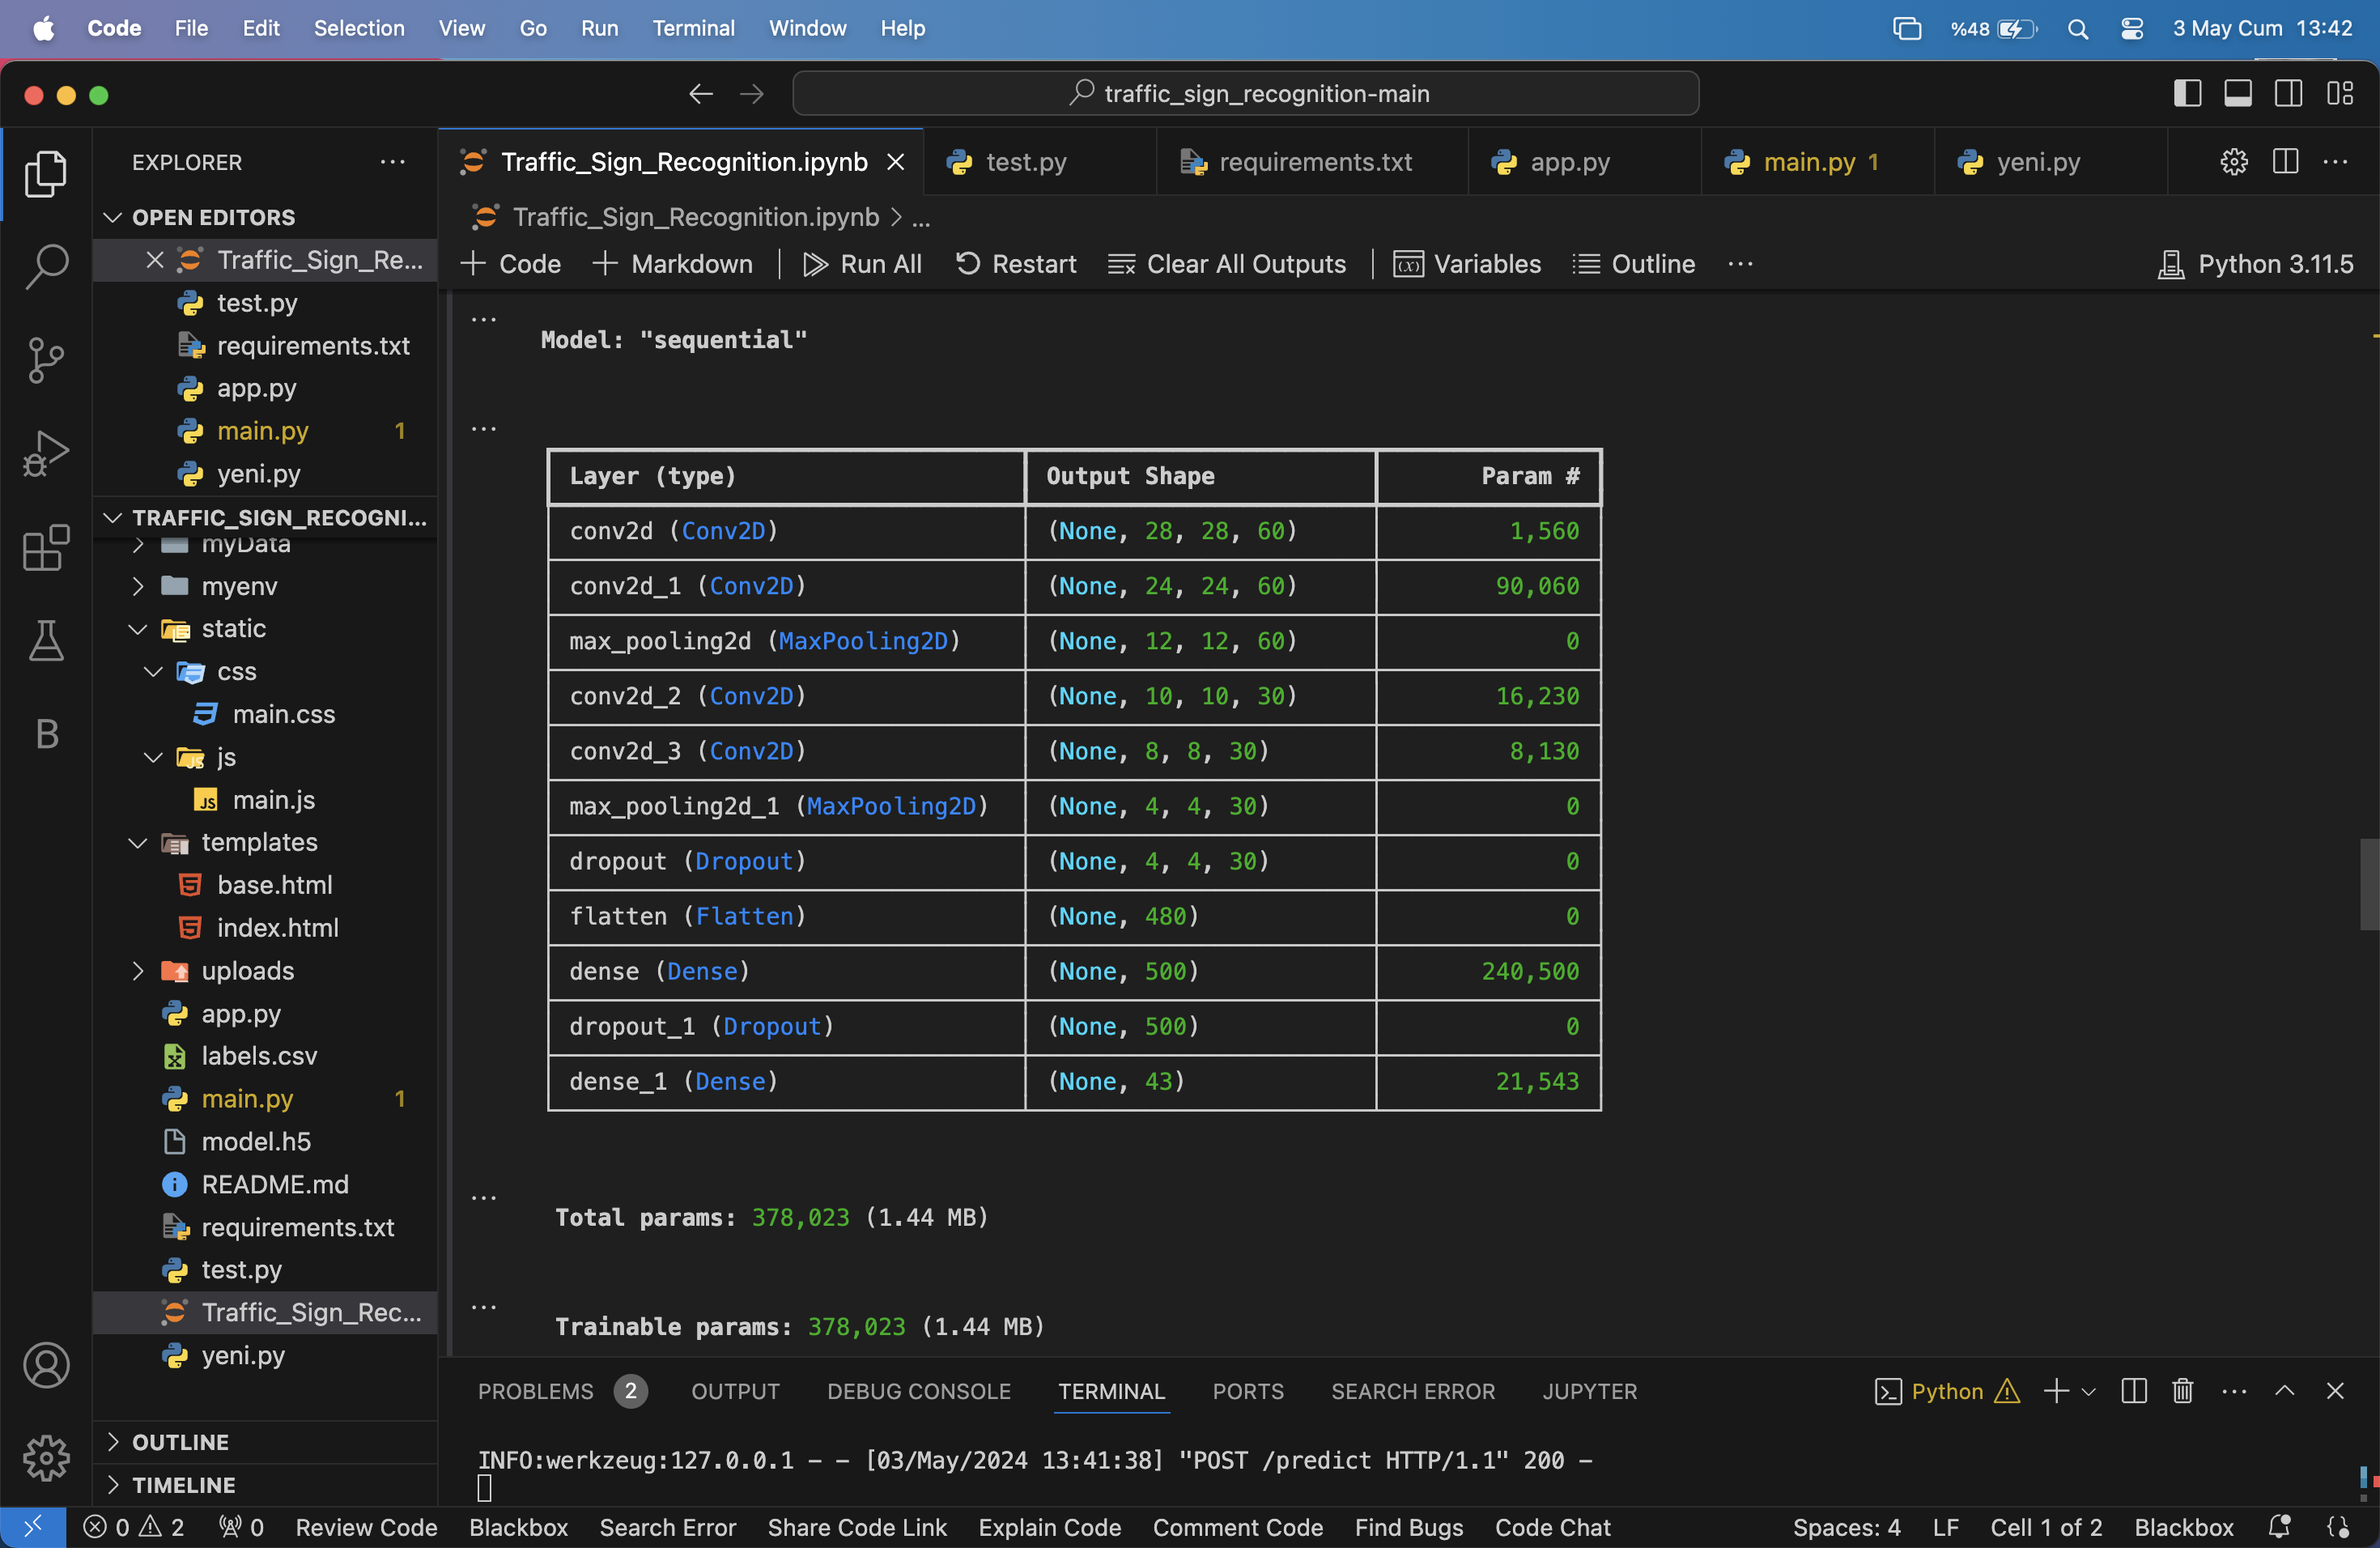 Code File Edit Selection View Go Run Terminal Window Help %48 3 May Cum 13:42
traffic_sign_recognition-main
EXPLORER
Traffic_Sign_Recognition.ipynb test.py requirements.txt app.py main.py 1 yeni.py
Traffic_Sign_Recognition.ipynb > ...
Code Markdown Run All Restart Clear All Outputs Variables Outline ... Python 3.11.5
OPEN EDITORS
Traffic_Sign_Re...
test.py
requirements.txt
app.py
main.py 1
yeni.py
TRAFFIC_SIGN_RECOGNI...
myData
myenv
static
css
main.css
js
main.js
templates
base.html
index.html
uploads
app.py
labels.csv
main.py 1
model.h5
README.md
requirements.txt
test.py
Traffic_Sign_Rec...
yeni.py
OUTLINE
TIMELINE
B
Model: "sequential"
Layer (type) Output Shape Param #
conv2d (Conv2D) (None, 28, 28, 60) 1,560
conv2d_1 (Conv2D) (None, 24, 24, 60) 90,060
max_pooling2d (MaxPooling2D) (None, 12, 12, 60) 0
conv2d_2 (Conv2D) (None, 10, 10, 30) 16,230
conv2d_3 (Conv2D) (None, 8, 8, 30) 8,130
max_pooling2d_1 (MaxPooling2D) (None, 4, 4, 30) 0
dropout (Dropout) (None, 4, 4, 30) 0
flatten (Flatten) (None, 480) 0
dense (Dense) (None, 500) 240,500
dropout_1 (Dropout) (None, 500) 0
dense_1 (Dense) (None, 43) 21,543
Total params: 378,023 (1.44 MB)
Trainable params: 378,023 (1.44 MB)
PROBLEMS 2 OUTPUT DEBUG CONSOLE TERMINAL PORTS SEARCH ERROR JUPYTER Python
INFO:werkzeug:127.0.0.1 - - [03/May/2024 13:41:38] "POST /predict HTTP/1.1" 200 -
0 2 0 Review Code Blackbox Search Error Share Code Link Explain Code Comment Code Find Bugs Code Chat Spaces: 4 LF Cell 1 of 2 Blackbox